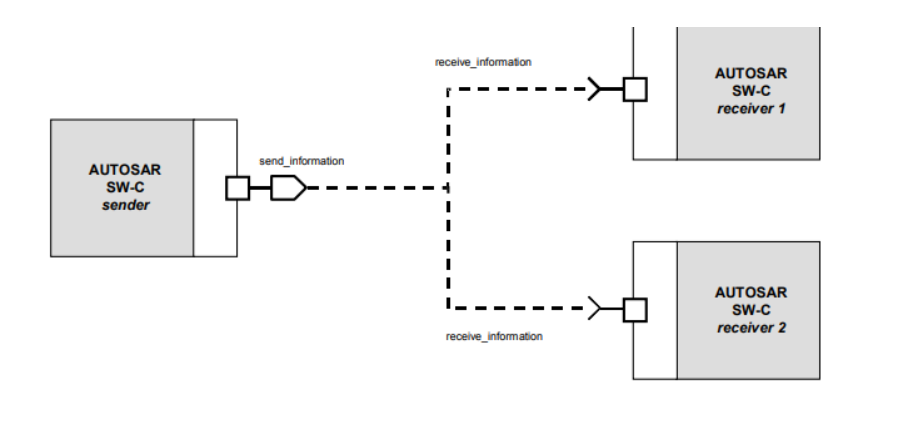 receive_information
AUTOSAR
SW-C
receiver 1
send_information
AUTOSAR
SW-C
sender
AUTOSAR
SW-C
receiver 2
receive_information